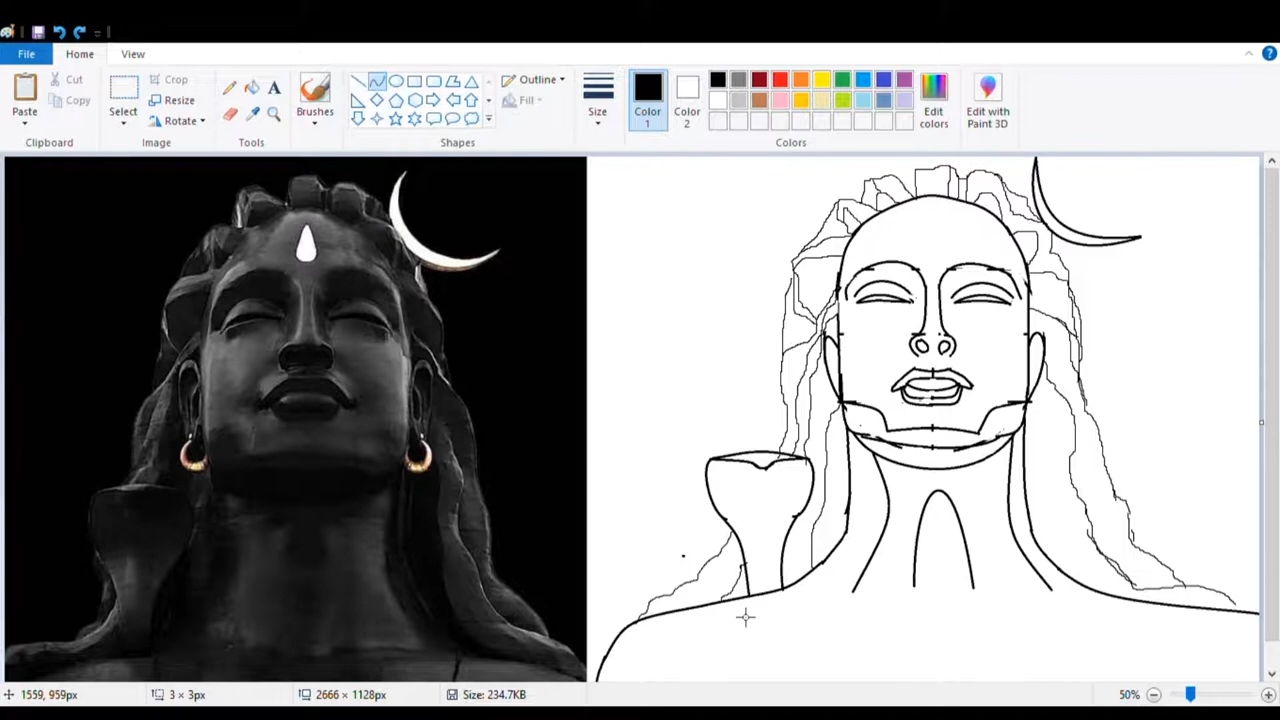 File Home View
Paste Cut Copy
Clipboard
Select Crop Resize Rotate
Image
Tools
Brushes
Outline Fill
Shapes
Size
Color 1
Color 2
Edit colors
Colors
Edit with Paint 3D
1559, 959px 3 × 3px 2666 × 1128px Size: 234.7KB 50%